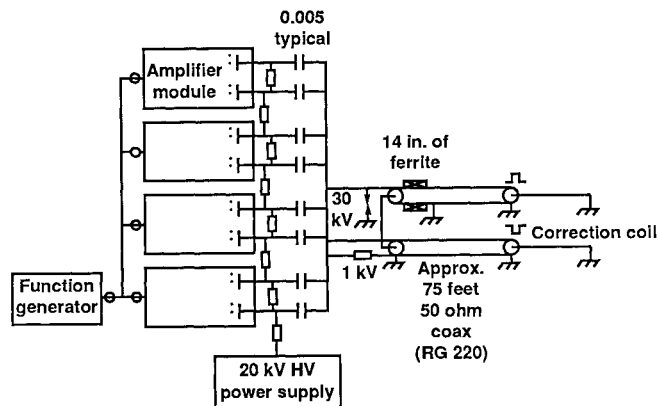 0.005
typical
Amplifier
module
14 in. of
ferrite
30
kV
Correction coil
1 kV
Approx.
75 feet
50 ohm
coax
(RG 220)
Function
generator
20 kV HV
power supply